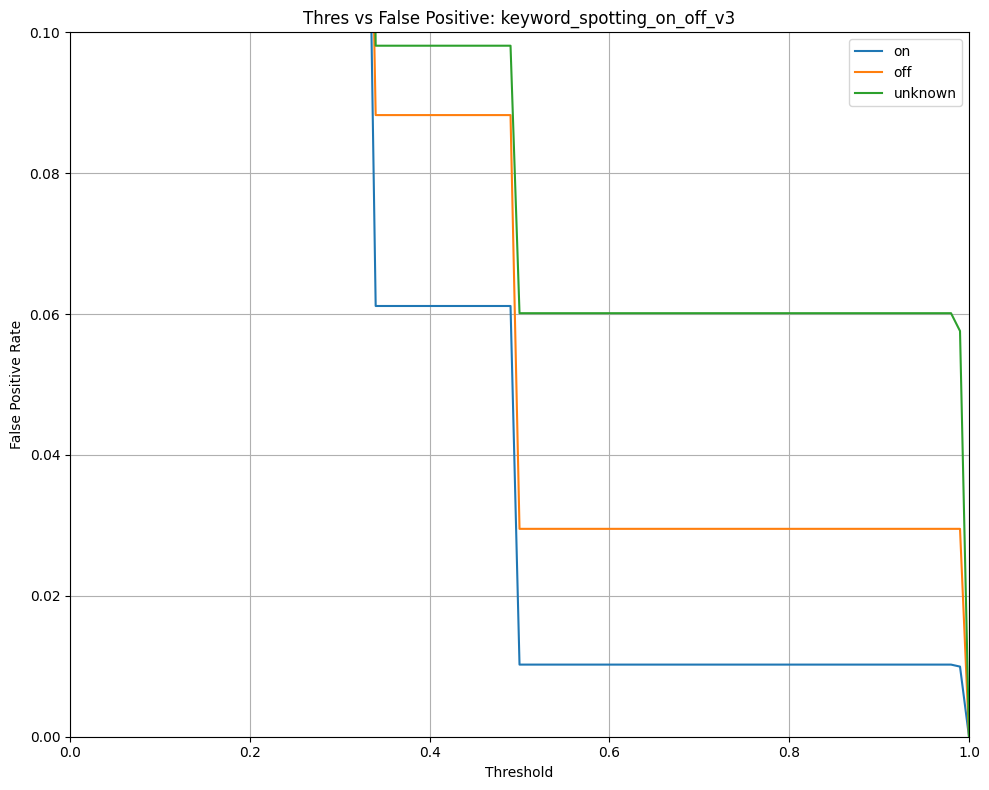 Thres vs False Positive: keyword_spotting_on_off_v3
on
off
unknown
False Positive Rate
0.10
0.08
0.06
0.04
0.02
0.00
0.0
0.2
0.4
0.6
0.8
1.0
Threshold